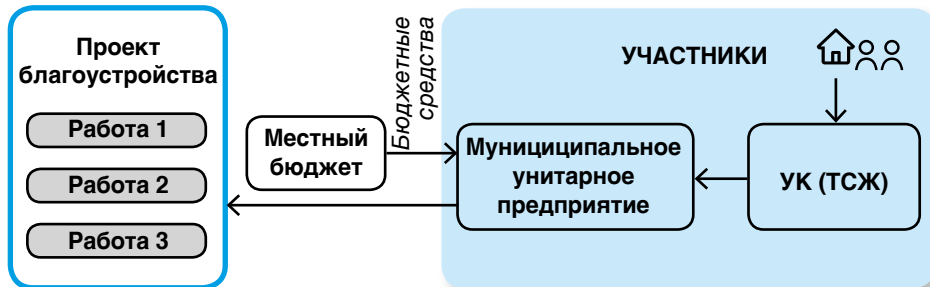 Проект
благоустройства
Работа 1
Работа 2
Работа 3
Местный
бюджет
Бюджетные
средства
УЧАСТНИКИ
Муниципальное
унитарное
предприятие
УК (ТСЖ)